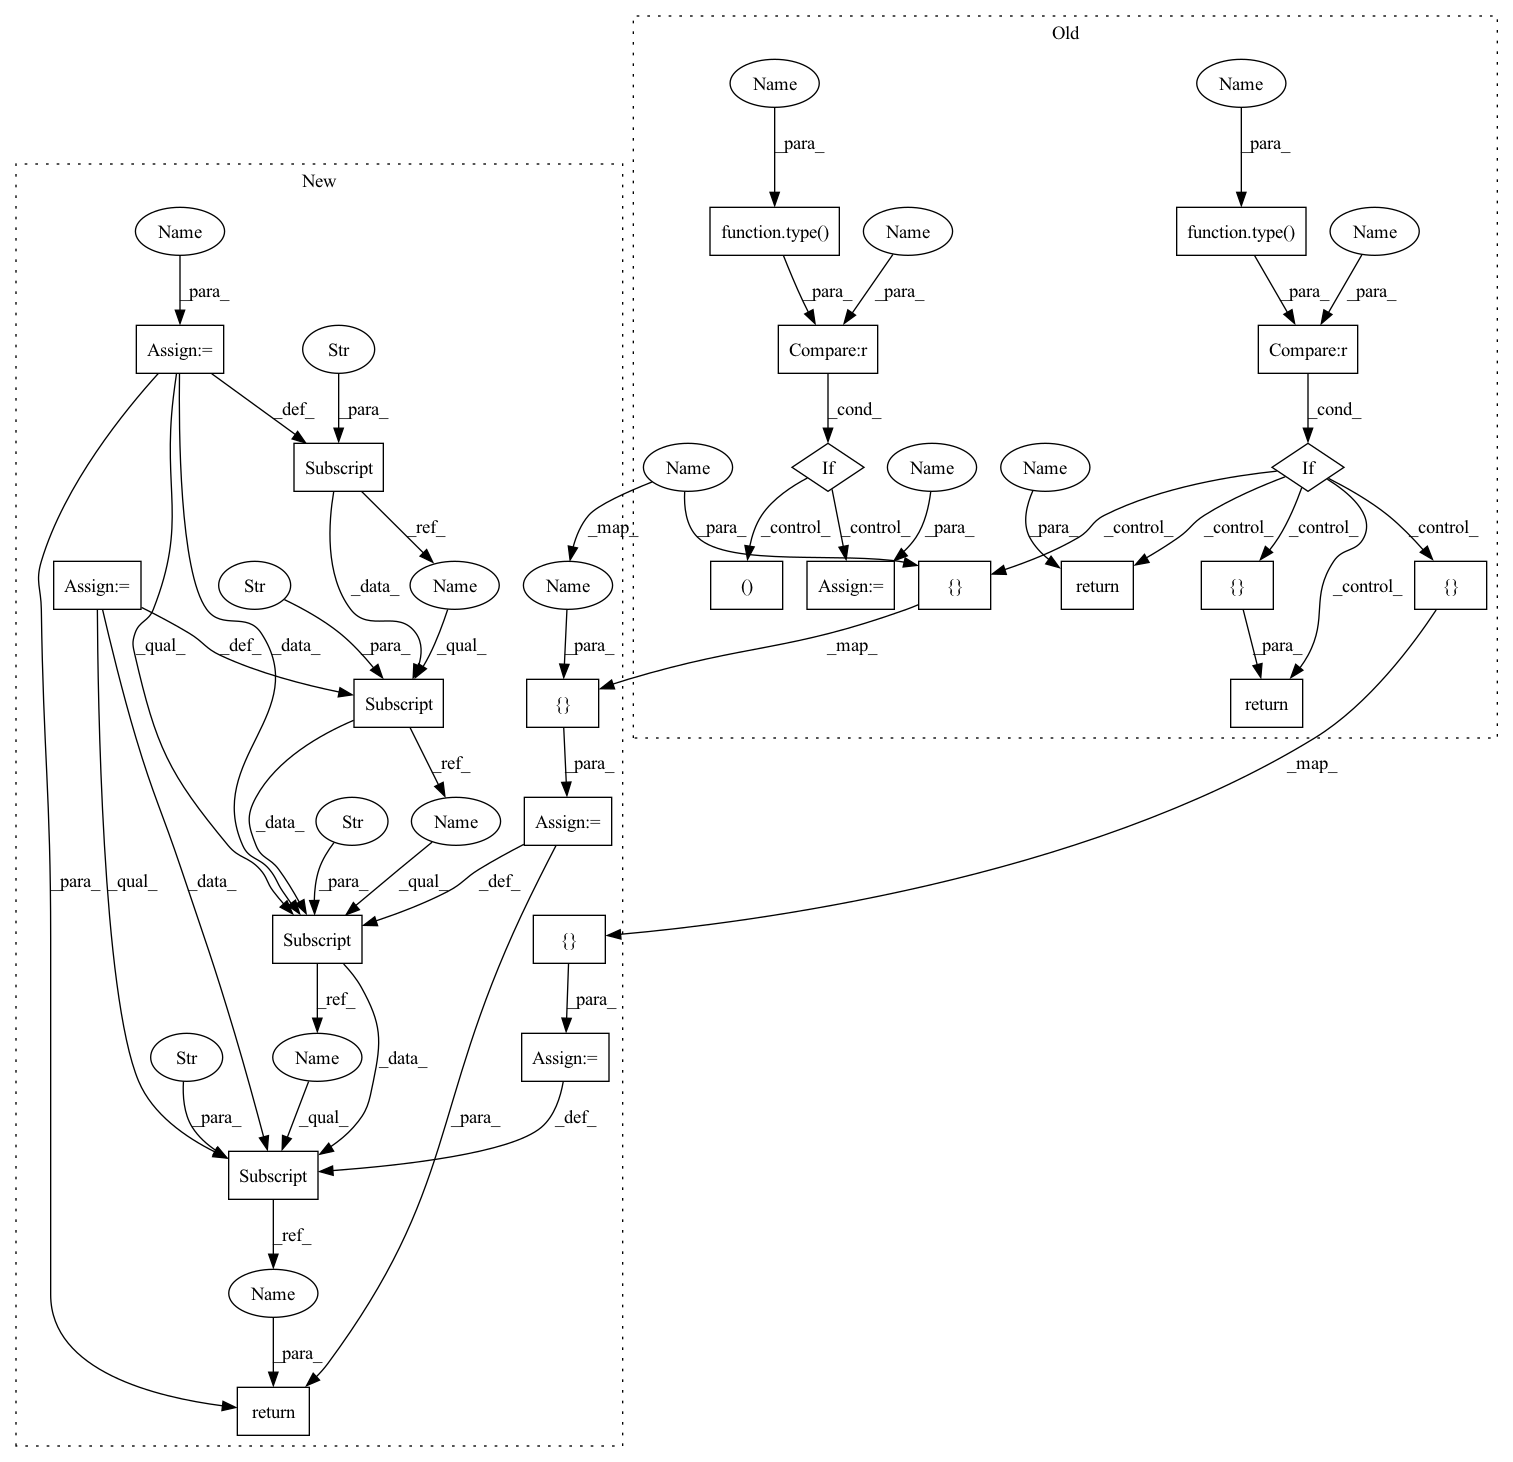 Old
Name Name
_para_ _para_
New
Name function.type() Name function.type() Name
_para_ _para_ _para_ _para_ _para_
Assign:= Str Compare:r Compare:r
_def_ _para_ _cond_ _cond_
Subscript Name If Name Name If
_ref_ _map_ _para_ _control_ _control_ _para_ _para_ _control_ _control_ _control_ _control_
Assign:= Str Name Name () Assign:= {} return {} {}
_data_ _control_
_qual_ _data_ _def_ _para_ _qual_ _para_ _map_ _para_
Subscript {} return
_ref_ _para_ _map_
_data_ Str Name Assign:=
_para_ _qual_ _data_ _para_ _qual_ _def_
Subscript {}
_ref_ _para_
Str Name _data_ Assign:=
_para_ _qual_ _para_ _def_
Subscript
_ref_
Name
_para_
return